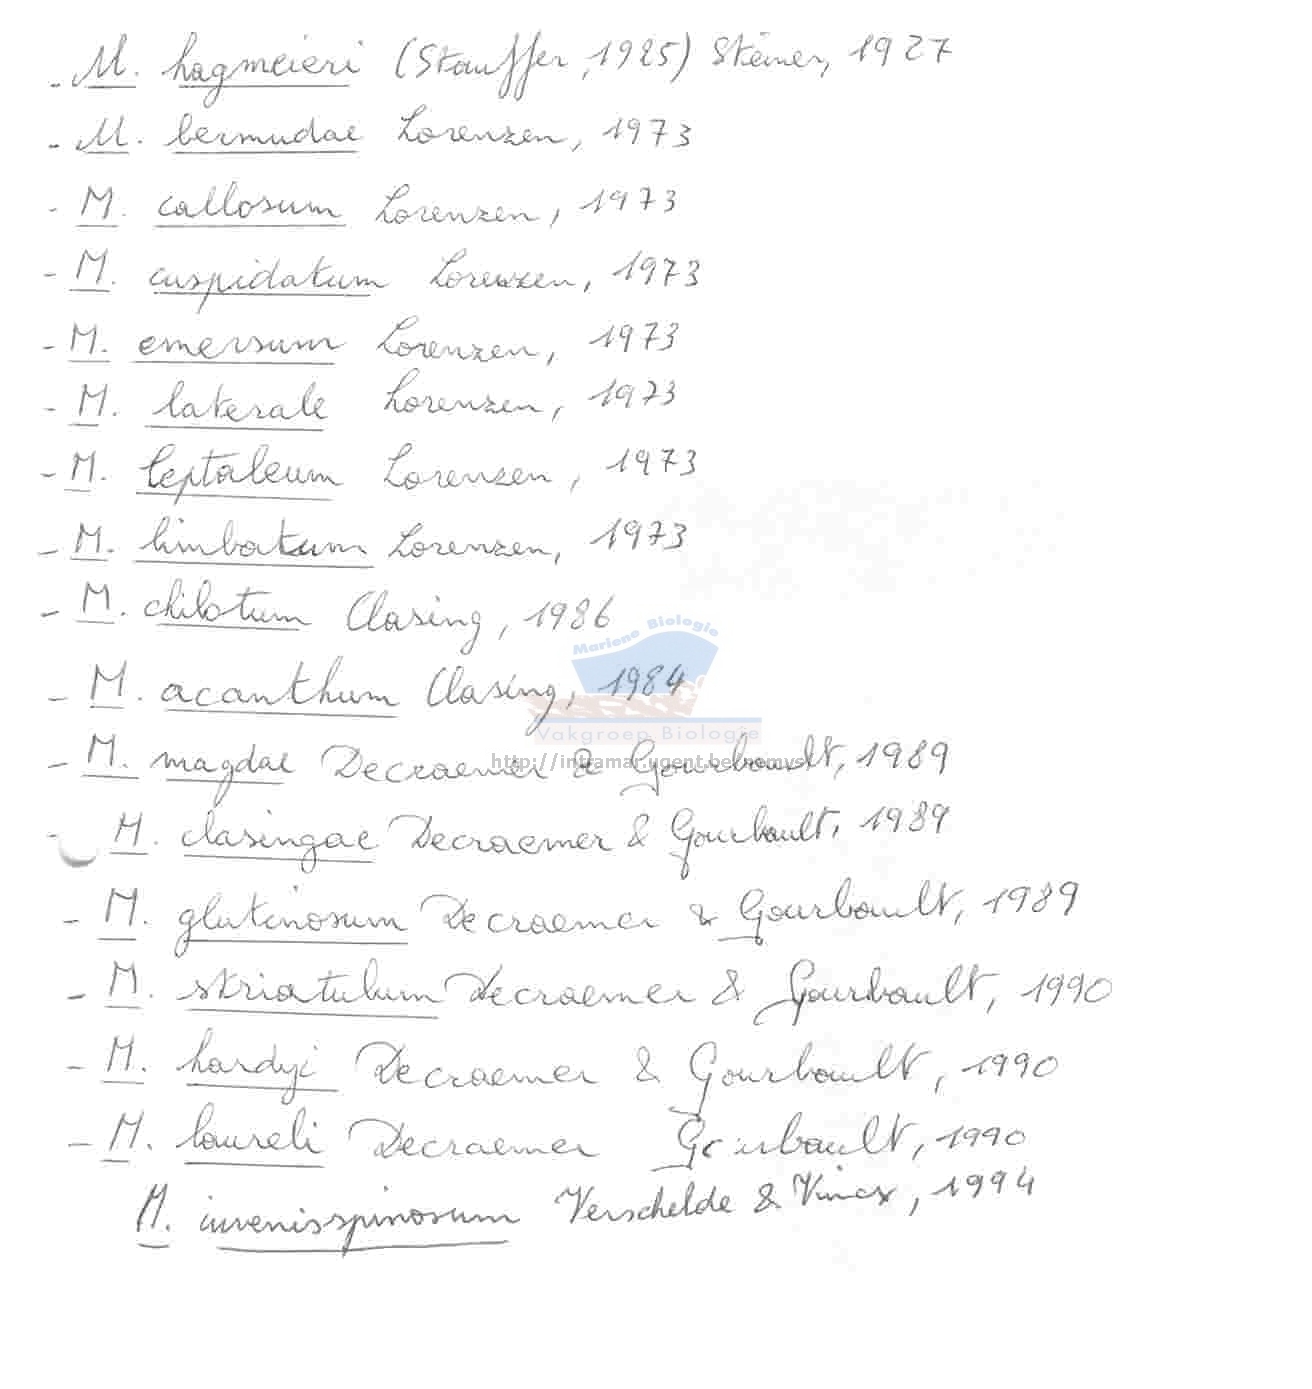 - M. hagmeieri (Stauffer, 1925) Steiner, 1927
- M. bermudae Lorenzen, 1973
- M. callosum Lorenzen, 1973
- M. cuspidatum Lorenzen, 1973
- M. emersum Lorenzen, 1973
- M. laterale Lorenzen, 1973
- M. leptaleum Lorenzen, 1973
- M. limbatum Lorenzen, 1973
- M. chilotum Clasing, 1986
Mariene Biologie
- M. acanthum Clasing, 1984
Vakgroep Biologie
- M. magdae Decraemer & Gourbault, 1989
http://intramar.ugent.be/nemys
- M. clasingae Decraemer & Gourbault, 1989
- M. glutinosum Decraemer & Gourbault, 1989
- M. striatulum Decraemer & Gourbault, 1990
- M. hardyi Decraemer & Gourbault, 1990
- M. laureli Decraemer Gourbault, 1990
M. iuvenisspinosum Verschelde & Vincx, 1994